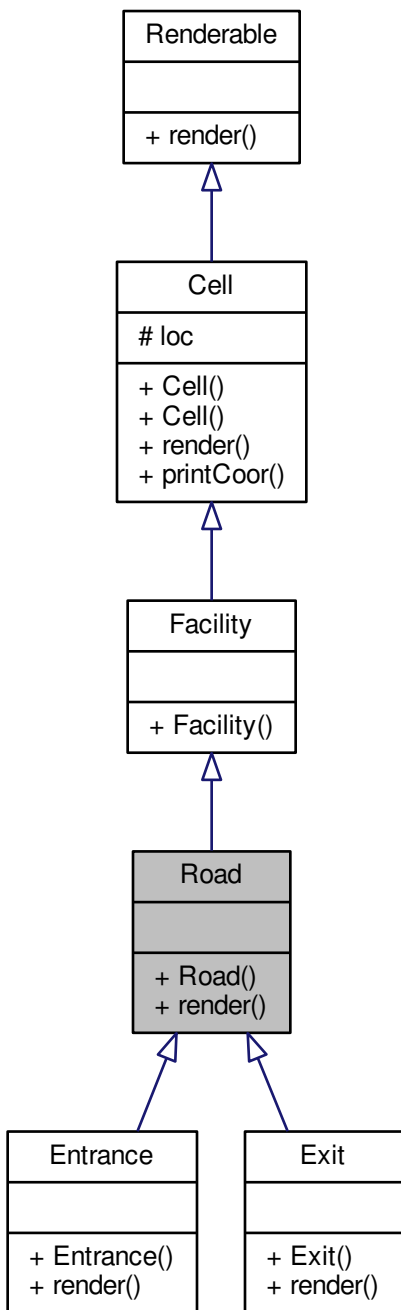 Renderable
+ render()
Cell
# loc
+ Cell()
+ Cell()
+ render()
+ printCoor()
Facility
+ Facility()
Road
+ Road()
+ render()
Entrance
+ Entrance()
+ render()
Exit
+ Exit()
+ render()